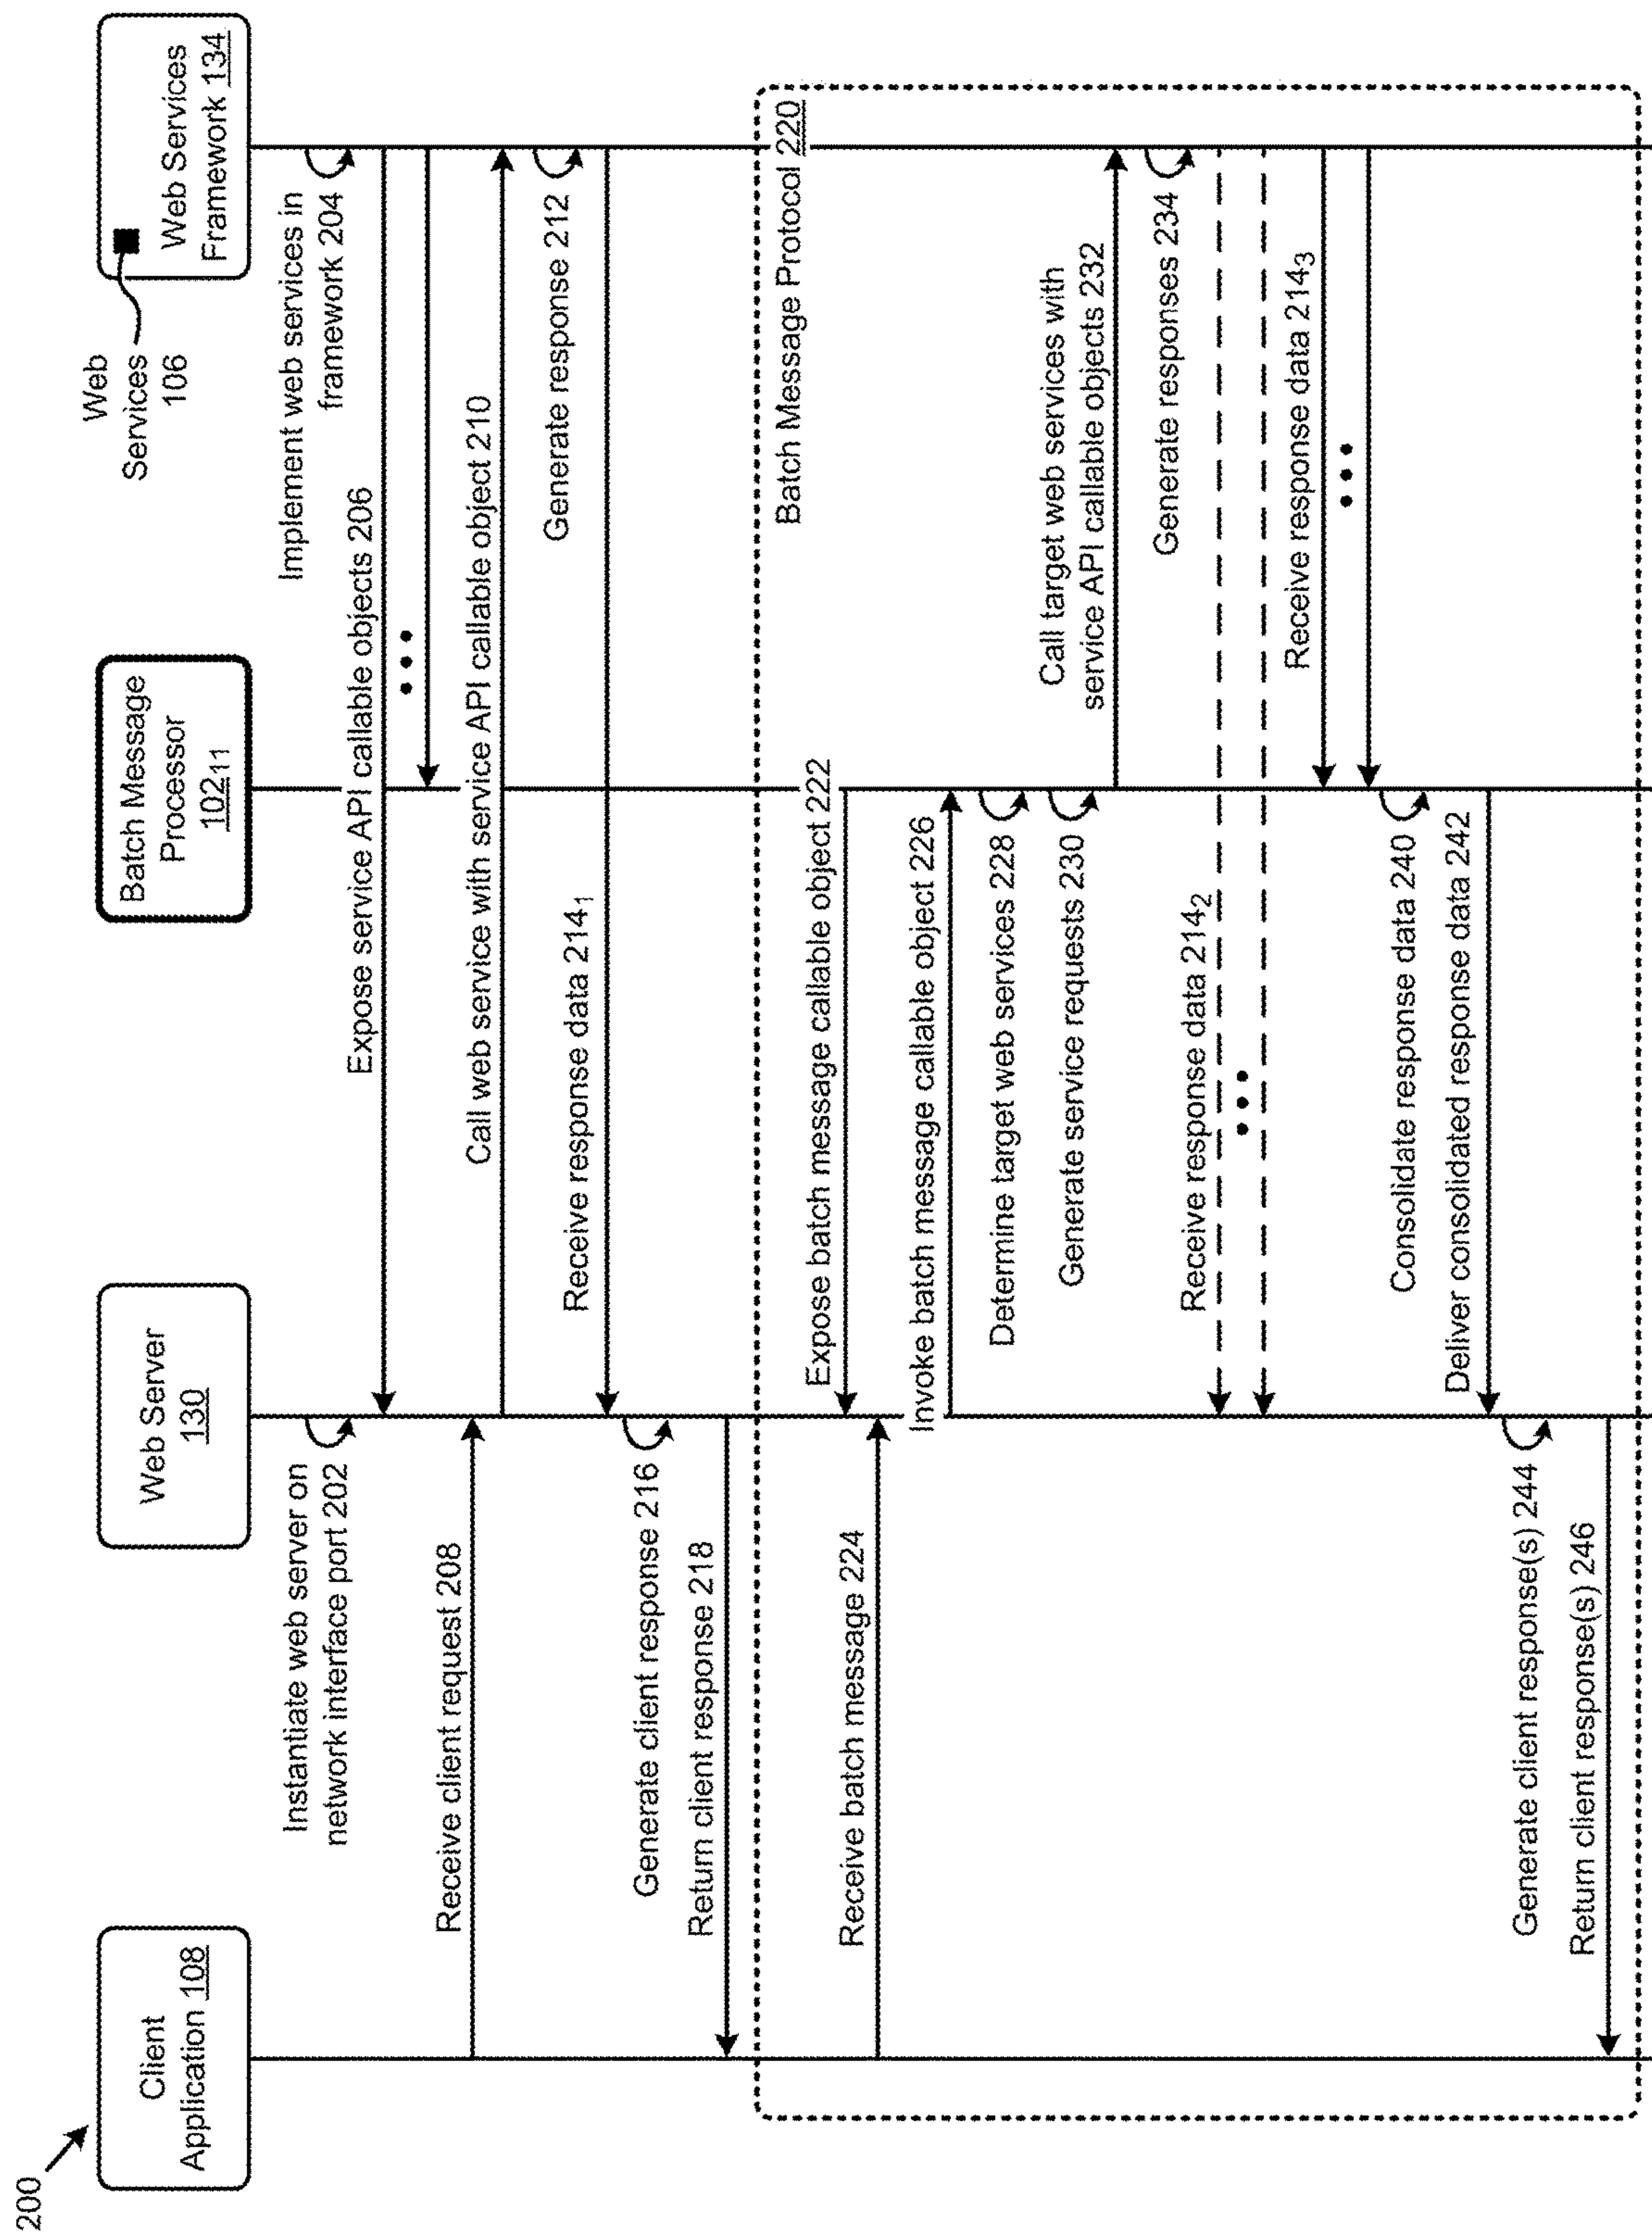 200
Client
Application 108
Web Server
130
Batch Message
Processor
102₁₁
Web Services
Framework 134
Web
Services
106
Instantiate web server on
network interface port 202
Implement web services in
framework 204
Expose service API callable objects 206
•••
Receive client request 208
Call web service with service API callable object 210
Generate response 212
Receive response data 214₁
Generate client response 216
Return client response 218
Batch Message Protocol 220
Expose batch message callable object 222
Receive batch message 224
Invoke batch message callable object 226
Determine target web services 228
Generate service requests 230
Call target web services with
service API callable objects 232
Generate responses 234
Receive response data 214₂
•••
Receive response data 214₃
•••
Consolidate response data 240
Deliver consolidated response data 242
Generate client response(s) 244
Return client response(s) 246